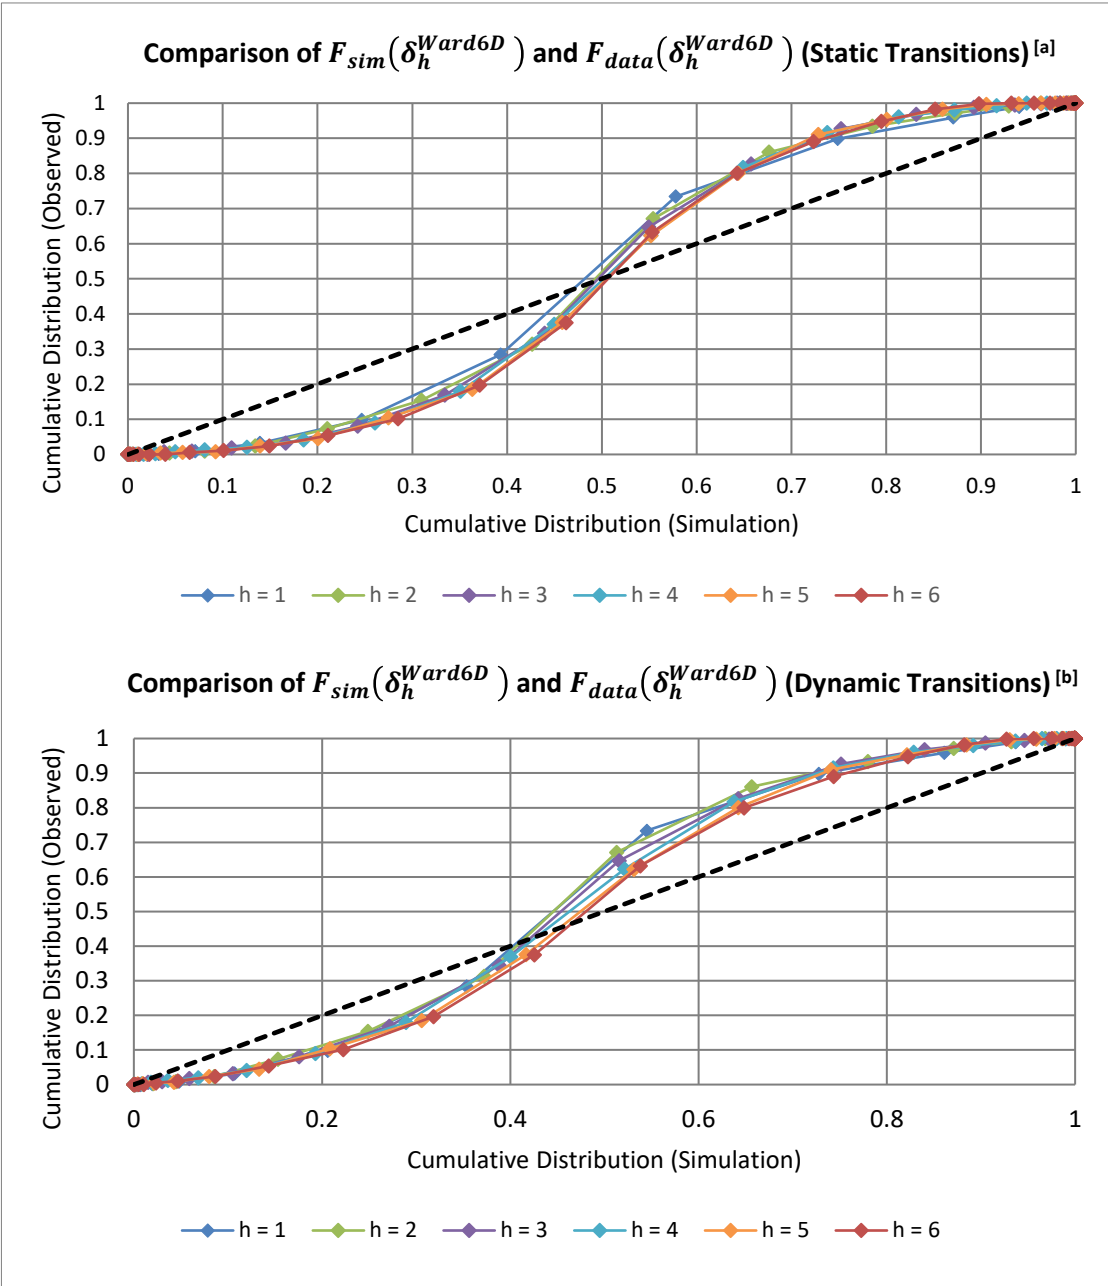 Comparison of F_sim(δ_h^Ward6D) and F_data(δ_h^Ward6D) (Static Transitions) [a]
1
0.9
0.8
0.7
0.6
0.5
0.4
0.3
0.2
0.1
0
Cumulative Distribution (Observed)
0 0.1 0.2 0.3 0.4 0.5 0.6 0.7 0.8 0.9 1
Cumulative Distribution (Simulation)
h = 1 h = 2 h = 3 h = 4 h = 5 h = 6
Comparison of F_sim(δ_h^Ward6D) and F_data(δ_h^Ward6D) (Dynamic Transitions) [b]
1
0.9
0.8
0.7
0.6
0.5
0.4
0.3
0.2
0.1
0
Cumulative Distribution (Observed)
0 0.2 0.4 0.6 0.8 1
Cumulative Distribution (Simulation)
h = 1 h = 2 h = 3 h = 4 h = 5 h = 6